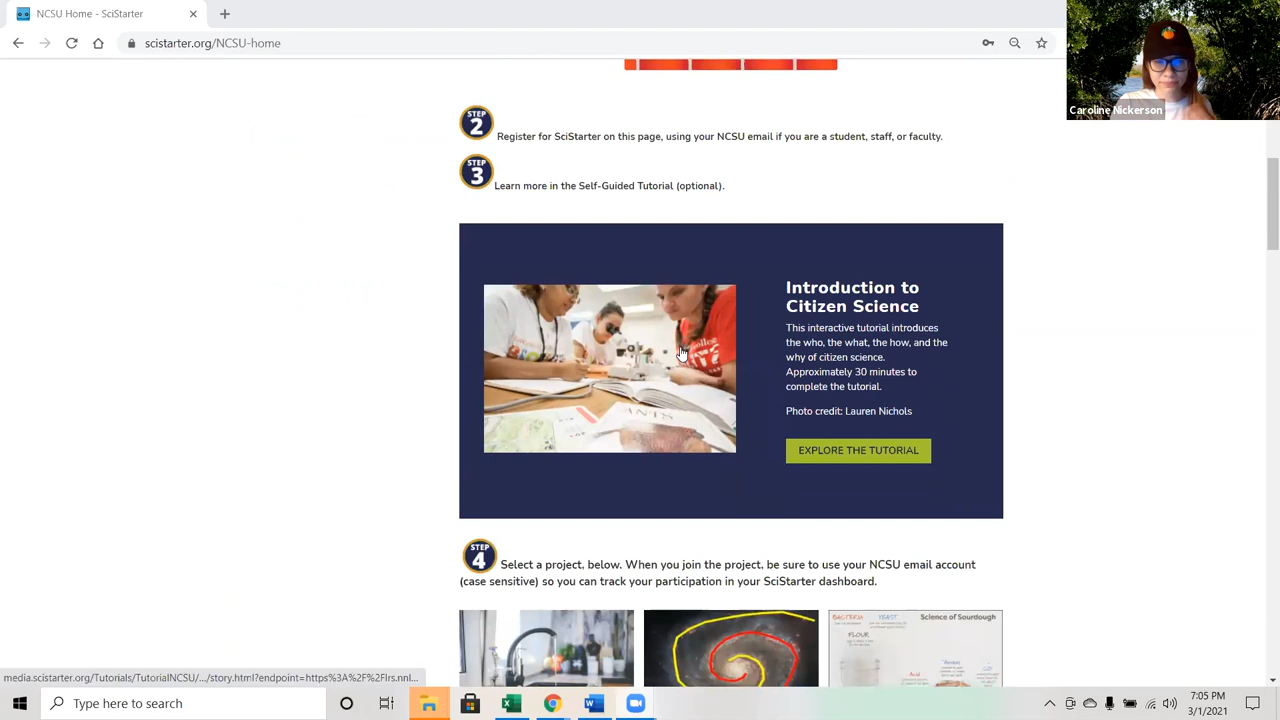 NCSU Home - SciStarter
scistarter.org/NCSU-home
Caroline Nickerson
STEP 2 Register for SciStarter on this page, using your NCSU email if you are a student, staff, or faculty.
STEP 3 Learn more in the Self-Guided Tutorial (optional).
Introduction to
Citizen Science
This interactive tutorial introduces
the who, the what, the how, and the
why of citizen science.
Approximately 30 minutes to
complete the tutorial.
Photo credit: Lauren Nichols
EXPLORE THE TUTORIAL
STEP 4 Select a project, below. When you join the project, be sure to use your NCSU email account
(case sensitive) so you can track your participation in your SciStarter dashboard.
BACTERIA YEAST Science of Sourdough
FLOUR
media.scistarter.org/Tutorials/TutorialNCSU/.../story.html?endpoint=http%3A%2F%2Flrs.nn
Type here to search
7:05 PM
3/1/2021